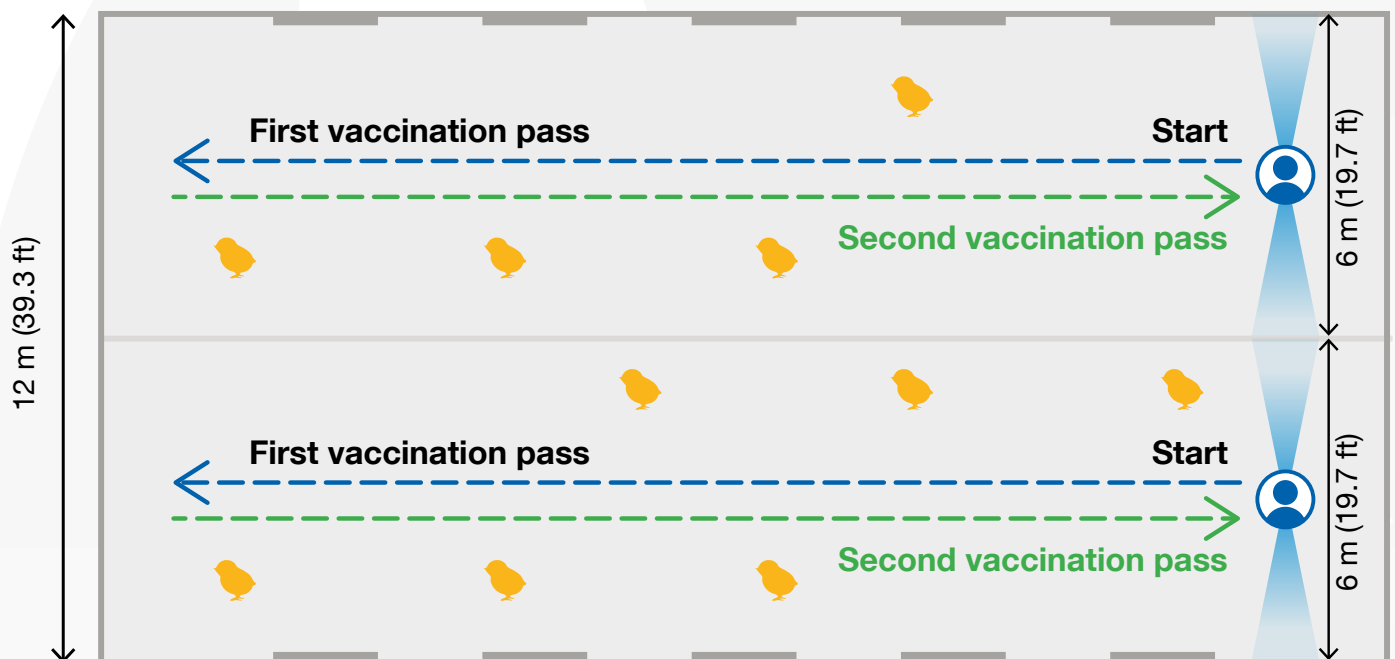 First vaccination pass
Start
Second vaccination pass
6 m (19.7 ft)
12 m (39.3 ft)
First vaccination pass
Start
Second vaccination pass
6 m (19.7 ft)